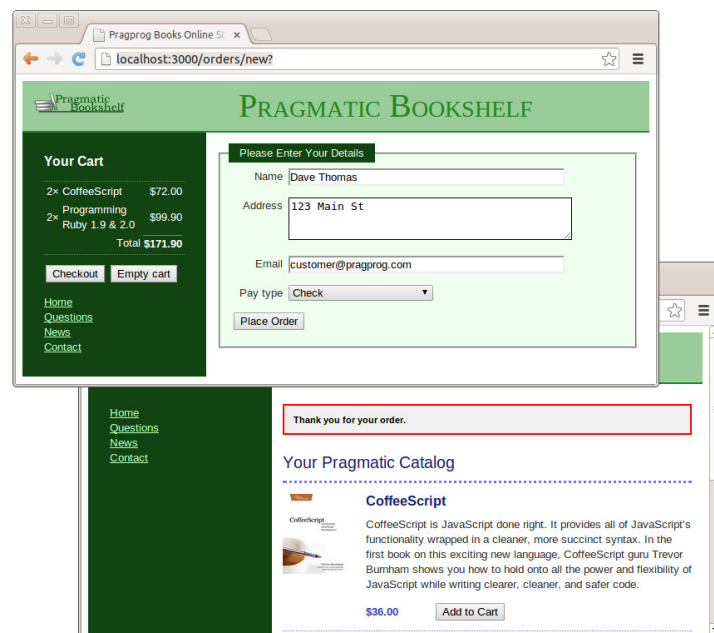 Pragprog Books Online St
localhost:3000/orders/new?
Pragmatic
Bookshelf
PRAGMATIC BOOKSHELF
Your Cart
2× CoffeeScript $72.00
2× Programming
Ruby 1.9 & 2.0 $99.90
Total $171.90
Checkout Empty cart
Home
Questions
News
Contact
Please Enter Your Details
Name Dave Thomas
Address 123 Main St
Email customer@pragprog.com
Pay type Check
Place Order
Home
Questions
News
Contact
Thank you for your order.
Your Pragmatic Catalog
CoffeeScript
CoffeeScript
CoffeeScript is JavaScript done right. It provides all of JavaScript's
functionality wrapped in a cleaner, more succinct syntax. In the
first book on this exciting new language, CoffeeScript guru Trevor
Burnham shows you how to hold onto all the power and flexibility of
JavaScript while writing clearer, cleaner, and safer code.
$36.00 Add to Cart